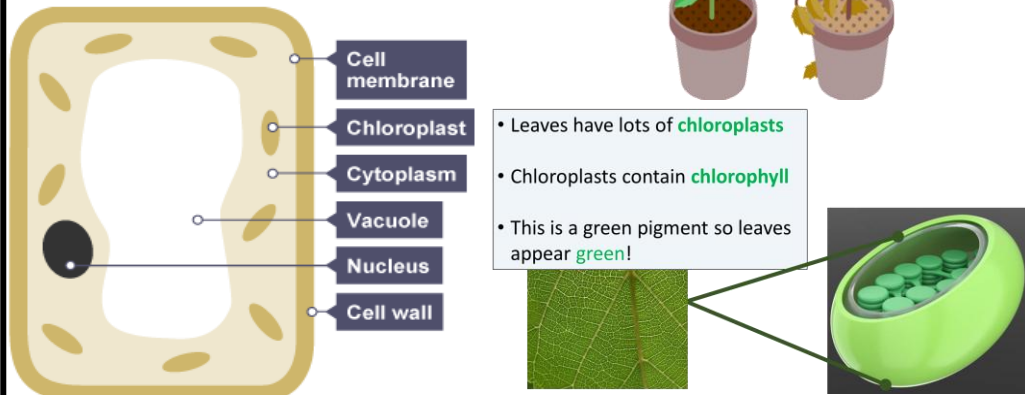 Cell
membrane
Chloroplast
Cytoplasm
Vacuole
Nucleus
Cell wall
• Leaves have lots of chloroplasts
• Chloroplasts contain chlorophyll
• This is a green pigment so leaves
appear green!